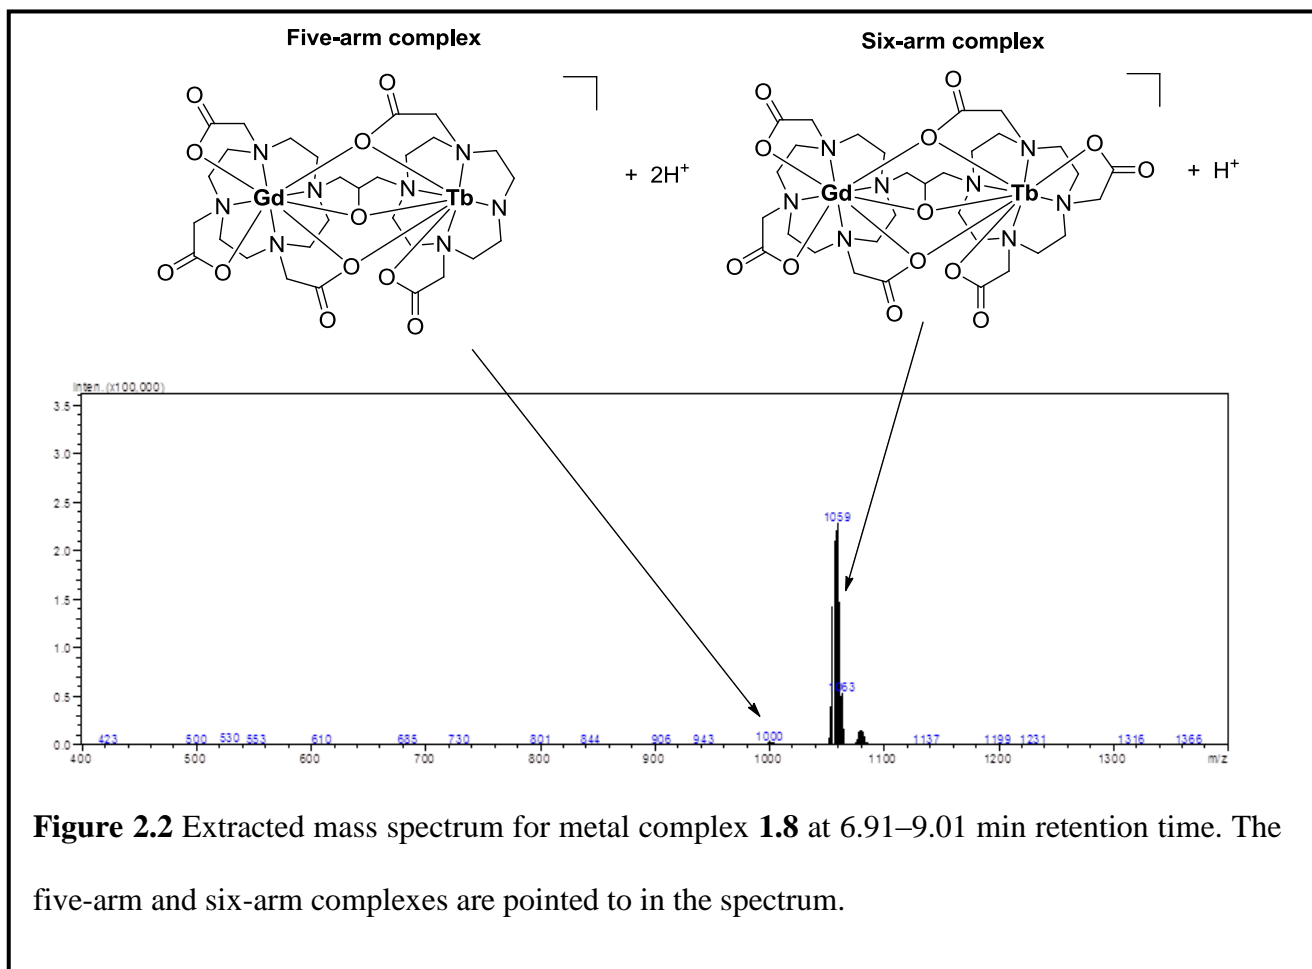 Five-arm complex
Six-arm complex
O O O O N N N N N N N N Gd Tb O O O O O O O + 2H+
O O O O O N N N N N N N N Gd Tb O O O O O O O O + H+
Inten. (x100,000)
3.5
3.0
2.5
2.0
1.5
1.0
0.5
0.0
1059
1063
423 500 530 553 610 685 730 801 844 906 943 1000 1137 1199 1231 1316 1366
400 500 600 700 800 900 1000 1100 1200 1300 m/z
Figure 2.2 Extracted mass spectrum for metal complex 1.8 at 6.91–9.01 min retention time. The
five-arm and six-arm complexes are pointed to in the spectrum.